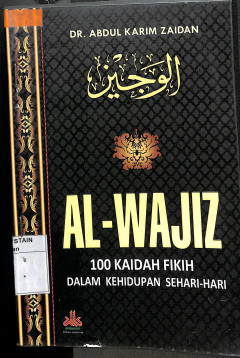 DR. ABDUL KARIM ZAIDAN
الوجيز
AL-WAJIZ
100 KAIDAH FIKIH
DALAM KEHIDUPAN SEHARI-HARI
STAIN